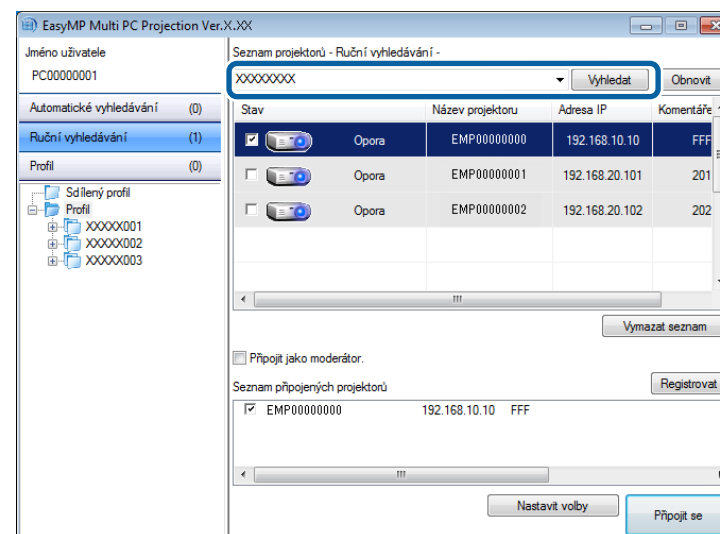 EasyMP Multi PC Projection Ver.X.XX
Jméno uživatele
PC00000001
Automatické vyhledávání (0)
Ruční vyhledávání (1)
Profil (0)
Sdílený profil
Profil
XXXXX001
XXXXX002
XXXXX003
Seznam projektorů - Ruční vyhledávání -
XXXXXXXX Vyhledat Obnovit
Stav Název projektoru Adresa IP Komentáře
Opora EMP00000000 192.168.10.10 FFF
Opora EMP00000001 192.168.20.101 201
Opora EMP00000002 192.168.20.102 202
Vymazat seznam
Připojit jako moderátor.
Seznam připojených projektorů Registrovat
EMP00000000 192.168.10.10 FFF
Nastavit volby Připojit se